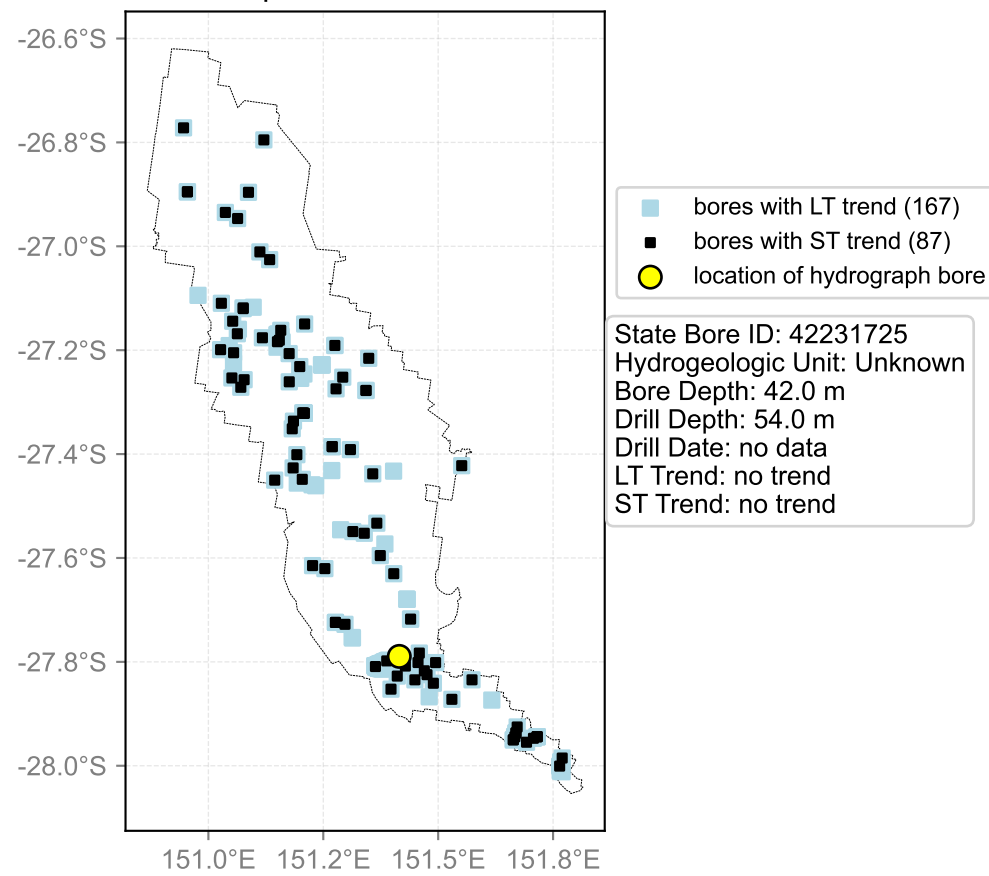 -26.6°S
-26.8°S
-27.0°S
-27.2°S
-27.4°S
-27.6°S
-27.8°S
-28.0°S
151.0°E
151.2°E
151.5°E
151.8°E
bores with LT trend (167)
bores with ST trend (87)
location of hydrograph bore
State Bore ID: 42231725
Hydrogeologic Unit: Unknown
Bore Depth: 42.0 m
Drill Depth: 54.0 m
Drill Date: no data
LT Trend: no trend
ST Trend: no trend